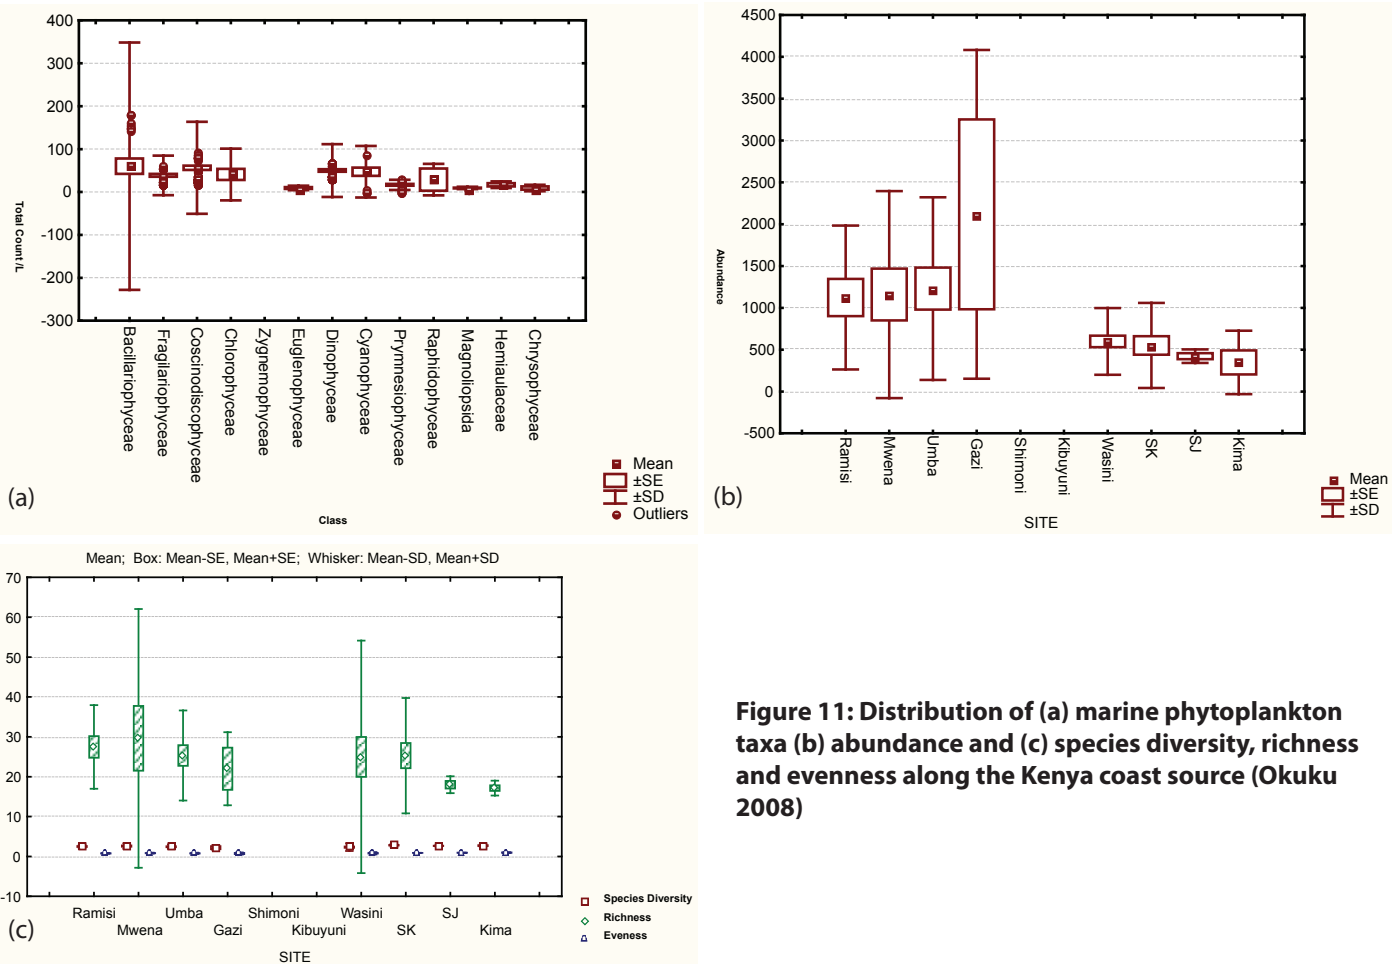 400
300
200
100
0
-100
-200
-300
Total Count /L
Bacillariophyceae
Fragilariophyceae
Coscinodiscophyceae
Chlorophyceae
Zygnemophyceae
Euglenophyceae
Dinophyceae
Cyanophyceae
Prymnesiophyceae
Raphidophyceae
Magnoliopsida
Hemiaulaceae
Chrysophyceae
Mean
±SE
±SD
Outliers
(a)
Class
4500
4000
3500
3000
2500
2000
1500
1000
500
0
-500
Abundance
Ramisi
Mwena
Umba
Gazi
Shimoni
Kibuyuni
Wasini
SK
SJ
Kima
Mean
±SE
±SD
(b)
SITE
Mean; Box: Mean-SE, Mean+SE; Whisker: Mean-SD, Mean+SD
70
60
50
40
30
20
10
0
-10
Ramisi
Mwena
Umba
Gazi
Shimoni
Kibuyuni
Wasini
SK
SJ
Kima
Species Diversity
Richness
Eveness
(c)
SITE
Figure 11: Distribution of (a) marine phytoplankton
taxa (b) abundance and (c) species diversity, richness
and evenness along the Kenya coast source (Okuku
2008)